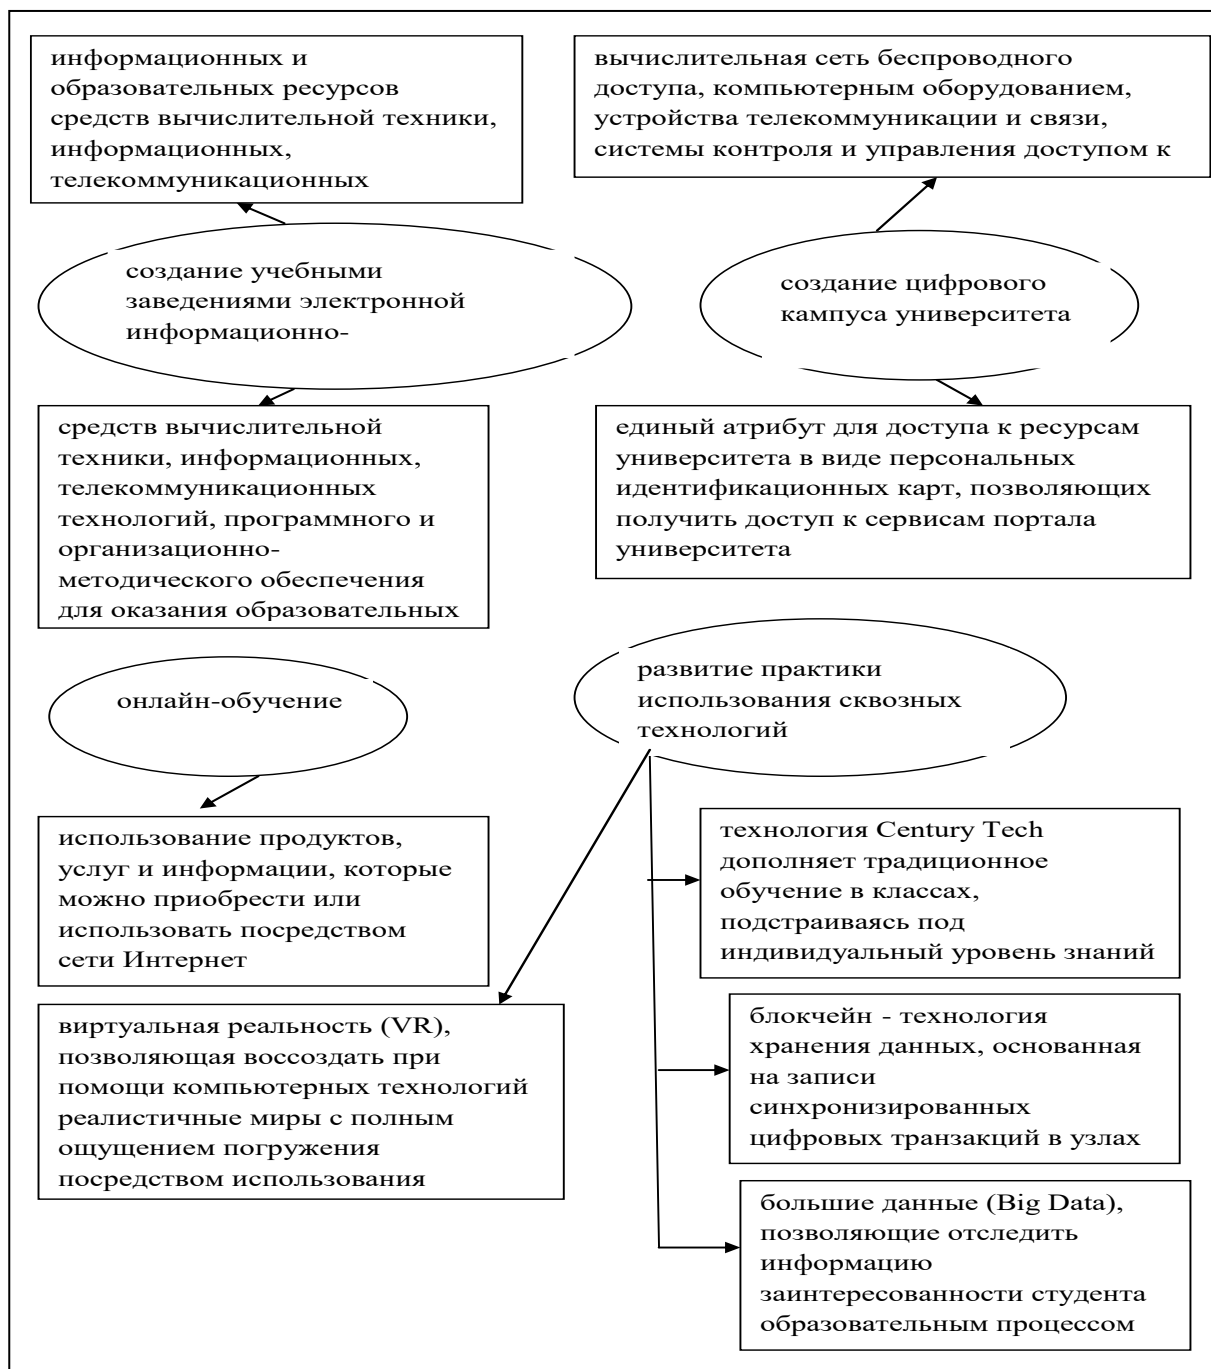 информационных и
образовательных ресурсов
средств вычислительной техники,
информационных,
телекоммуникационных
вычислительная сеть беспроводного
доступа, компьютерным оборудованием,
устройства телекоммуникации и связи,
системы контроля и управления доступом к
создание учебными
заведениями электронной
информационно-
создание цифрового
кампуса университета
средств вычислительной
техники, информационных,
телекоммуникационных
технологий, программного и
организационно-
методического обеспечения
для оказания образовательных
единый атрибут для доступа к ресурсам
университета в виде персональных
идентификационных карт, позволяющих
получить доступ к сервисам портала
университета
онлайн-обучение
развитие практики
использования сквозных
технологий
использование продуктов,
услуг и информации, которые
можно приобрести или
использовать посредством
сети Интернет
технология Century Tech
дополняет традиционное
обучение в классах,
подстраиваясь под
индивидуальный уровень знаний
виртуальная реальность (VR),
позволяющая воссоздать при
помощи компьютерных технологий
реалистичные миры с полным
ощущением погружения
посредством использования
блокчейн - технология
хранения данных, основанная
на записи
синхронизированных
цифровых транзакций в узлах
большие данные (Big Data),
позволяющие отследить
информацию
заинтересованности студента
образовательным процессом